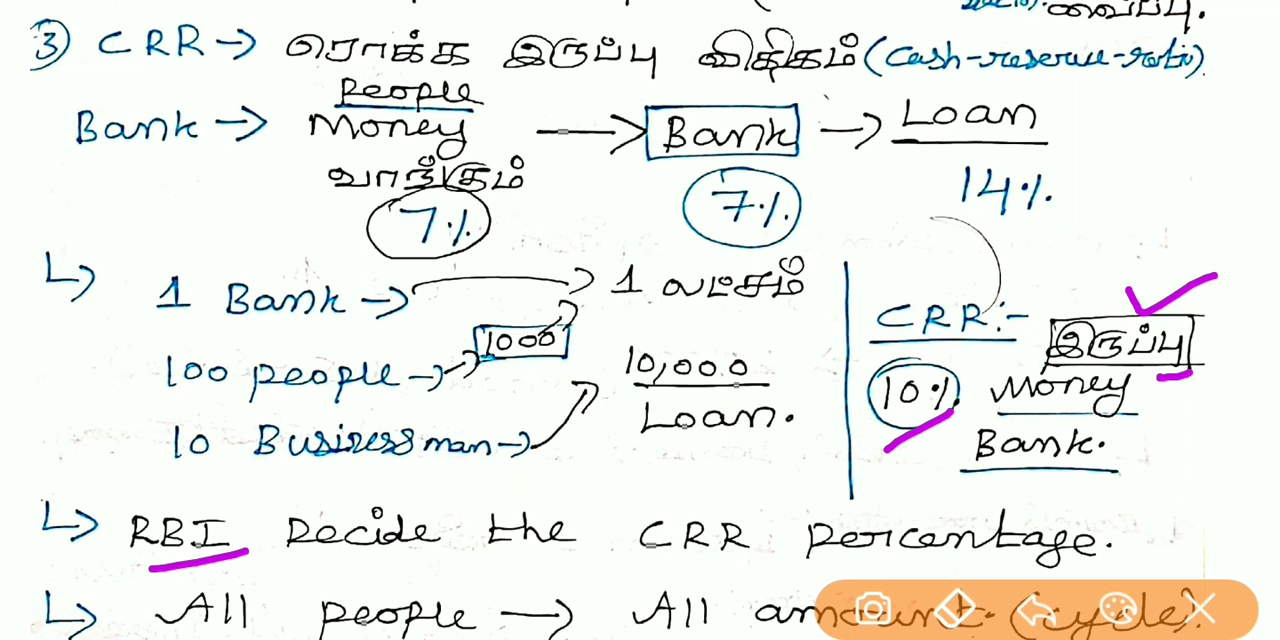 வைப்பு.
3) CRR → ரொக்க இருப்பு விகிதம் (Cash-reserve-ratio)
People
Bank → Money → Bank → Loan
வாங்கும்
7% 7% 14%
↳ 1 Bank → 1 லட்சம்
100 people → 1000
10,000
Loan.
10 Businessman →
CRR:- இருப்பு
10% Money
Bank.
↳ RBI Decide the CRR percentage.
↳ All people → All amount (cycle).